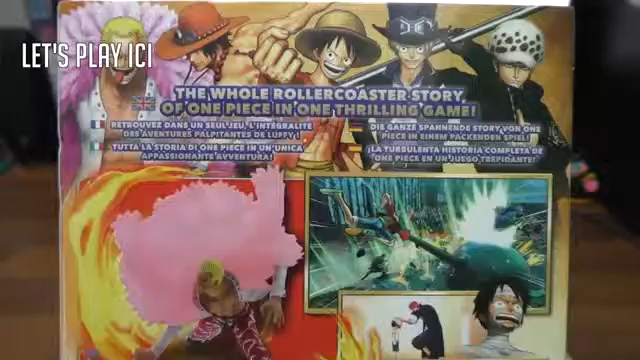 LET'S PLAY ICI
THE WHOLE ROLLERCOASTER STORY
OF ONE PIECE IN ONE THRILLING GAME!
RETROUVEZ DANS UN SEUL JEU, L'INTÉGRALITÉ
DES AVENTURES PALPITANTES DE LUFFY !
TUTTA LA STORIA DI ONE PIECE IN UN'UNICA
APPASSIONANTE AVVENTURA!
DIE GANZE SPANNENDE STORY VON ONE
PIECE IN EINEM PACKENDEN SPIEL!
¡LA TURBULENTA HISTORIA COMPLETA DE
ONE PIECE EN UN JUEGO TREPIDANTE!